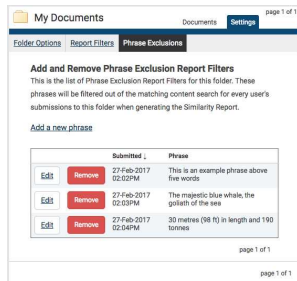 page 1 of 1
My Documents
Documents Settings
Folder Options Report Filters Phrase Exclusions
Add and Remove Phrase Exclusion Report Filters
This is the list of Phrase Exclusion Report Filters for this folder. These
phrases will be filtered out of the matching content search for every user's
submissions to this folder when generating the Similarity Report.
Add a new phrase
Submitted ↓ Phrase
Edit Remove 27-Feb-2017 02:02PM This is an example phrase above five words
Edit Remove 27-Feb-2017 02:03PM The majestic blue whale, the goliath of the sea
Edit Remove 27-Feb-2017 02:04PM 30 metres (98 ft) in length and 190 tonnes
page 1 of 1
page 1 of 1